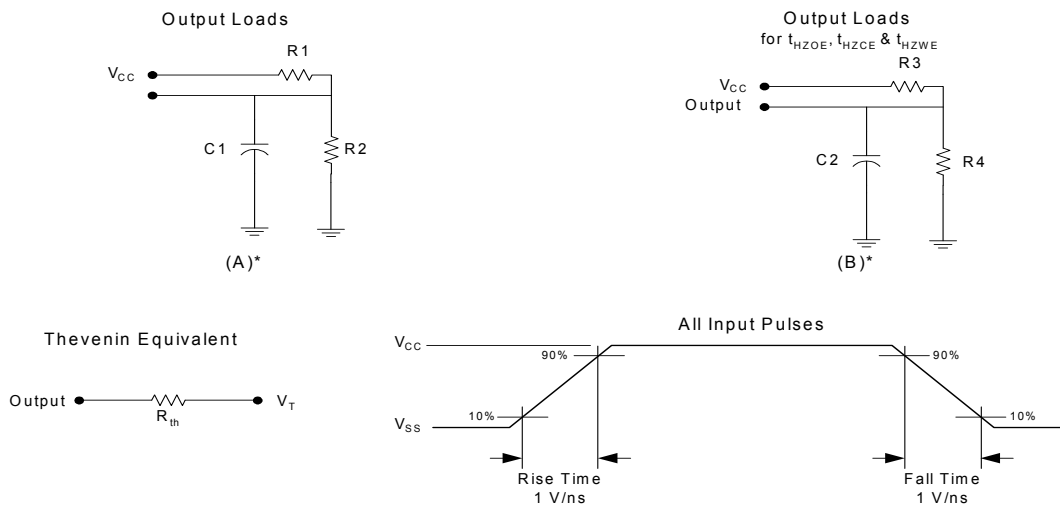 Output Loads
R1
VCC
C1
R2
(A)*
Output Loads
for tHZOE, tHZCE & tHZWE
R3
VCC
Output
C2
R4
(B)*
Thevenin Equivalent
Output
Rth
VT
All Input Pulses
VCC
90%
90%
10%
10%
VSS
Rise Time
1 V/ns
Fall Time
1 V/ns